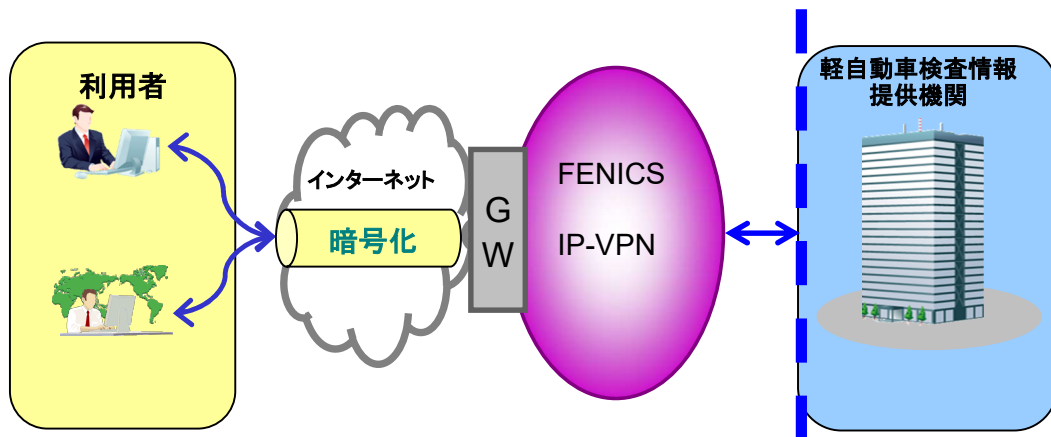 利用者
インターネット
暗号化
G
W
FENICS
IP-VPN
軽自動車検査情報
提供機関